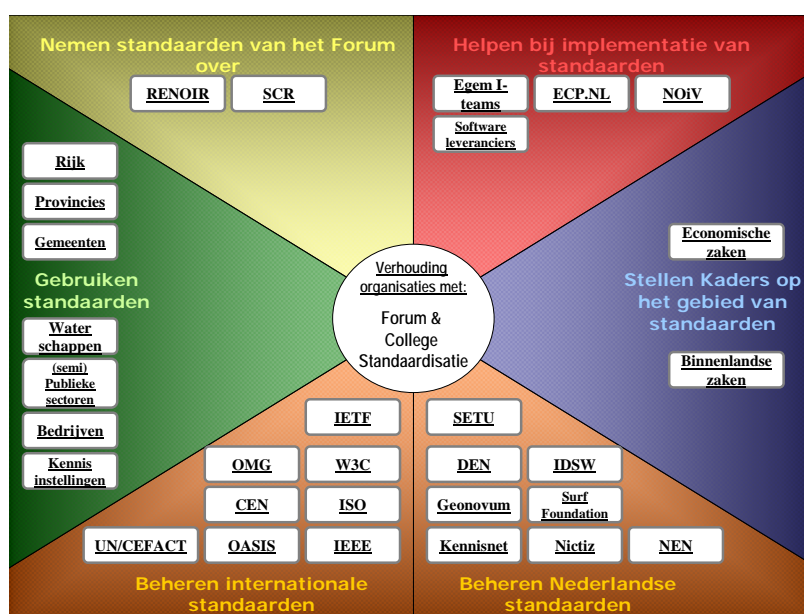 Nemen standaarden van het Forum
over
RENOIR
SCR
Helpen bij implementatie van
standaarden
Egem I-
teams
ECP.NL
NOiV
Software
leveranciers
Rijk
Provincies
Gemeenten
Gebruiken
standaarden
Water
schappen
(semi)
Publieke
sectoren
Bedrijven
Kennis
instellingen
Verhouding
organisaties met:
Forum &
College
Standaardisatie
Economische
zaken
Stellen Kaders op
het gebied van
standaarden
Binnenlandse
zaken
IETF
OMG
W3C
CEN
ISO
UN/CEFACT
OASIS
IEEE
Beheren internationale
standaarden
SETU
DEN
IDSW
Geonovum
Surf
Foundation
Kennisnet
Nictiz
NEN
Beheren Nederlandse
standaarden